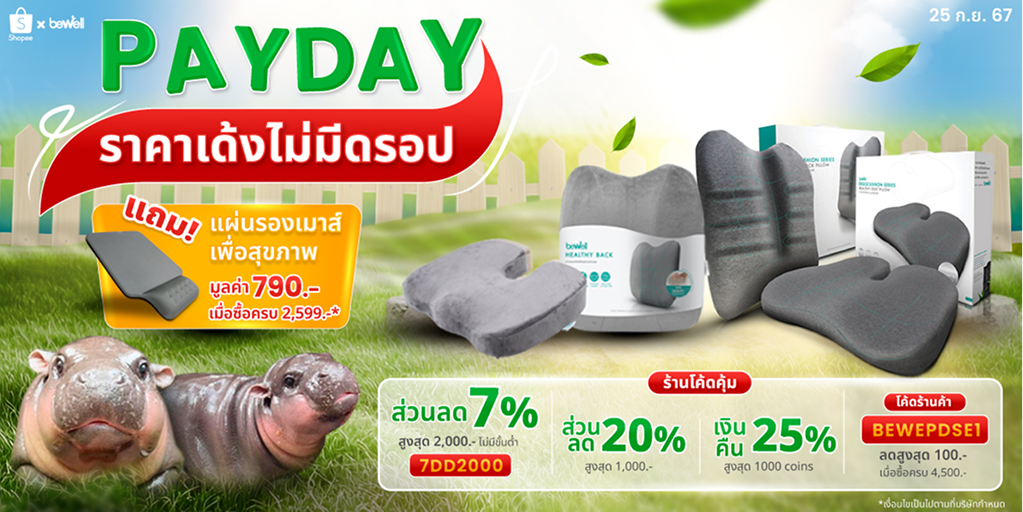 Shopee x bewell
25 ก.ย. 67
PAYDAY
ราคาเด้งไม่มีดรอป
แถม!
แผ่นรองเมาส์
เพื่อสุขภาพ
มูลค่า 790.-
เมื่อซื้อครบ 2,599.-*
bewell
HEALTHY BACK
ร้านโค้ดคุ้ม
ส่วนลด 7%
สูงสุด 2,000.- ไม่มีขั้นต่ำ
7DD2000
ส่วนลด 20%
สูงสุด 1,000.-
เงินคืน 25%
สูงสุด 1000 coins
โค้ดร้านค้า
BEWEPDSE1
ลดสูงสุด 100.-
เมื่อซื้อครบ 4,500.-
*เงื่อนไขเป็นไปตามที่บริษัทกำหนด